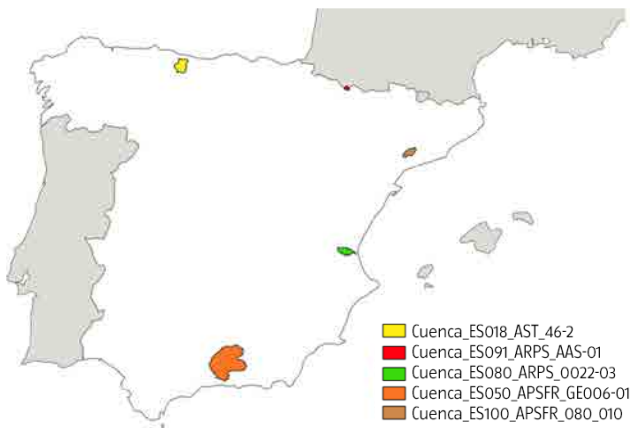 Cuenca_ES018_AST_46-2
Cuenca_ES091_ARPS_AAS-01
Cuenca_ES080_ARPS_0022-03
Cuenca_ES050_APSFR_GE006-01
Cuenca_ES100_APSFR_080_010